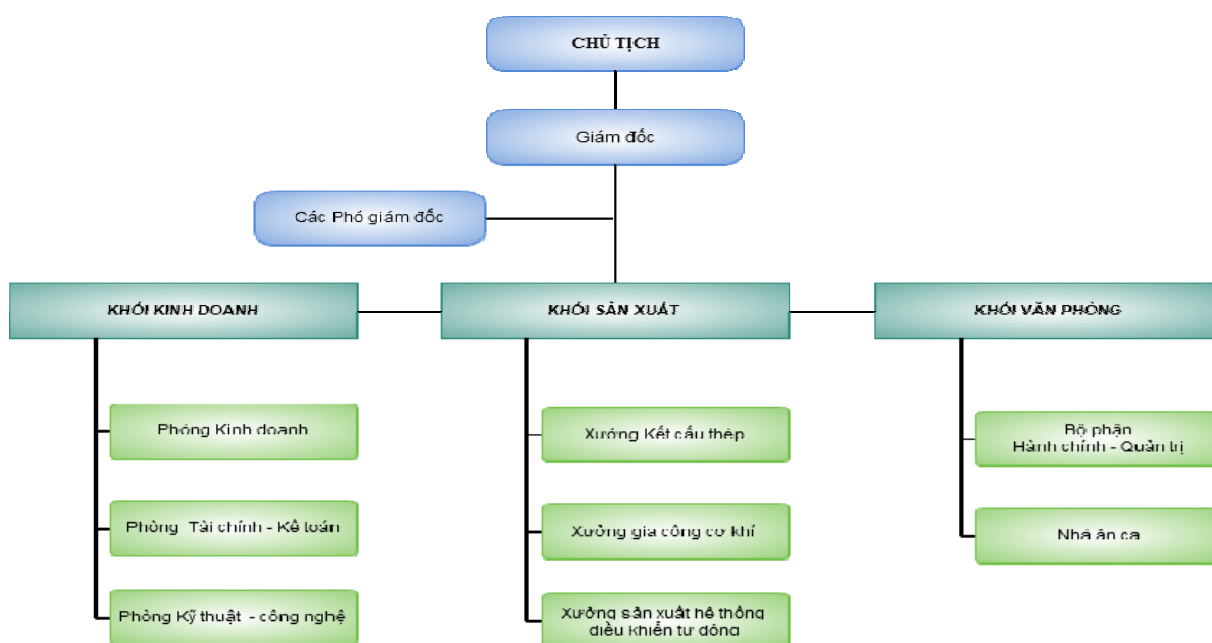 CHỦ TỊCH
Giám đốc
Các Phó giám đốc
KHỐI KINH DOANH
KHỐI SẢN XUẤT
KHỐI VĂN PHÒNG
Phòng Kinh doanh
Phòng Tài chính - Kế toán
Phòng Kỹ thuật - công nghệ
Xưởng Kết cấu thép
Xưởng gia công cơ khí
Xưởng sản xuất hệ thống
điều khiển tự động
Bộ phận
Hành chính - Quản trị
Nhà ăn ca